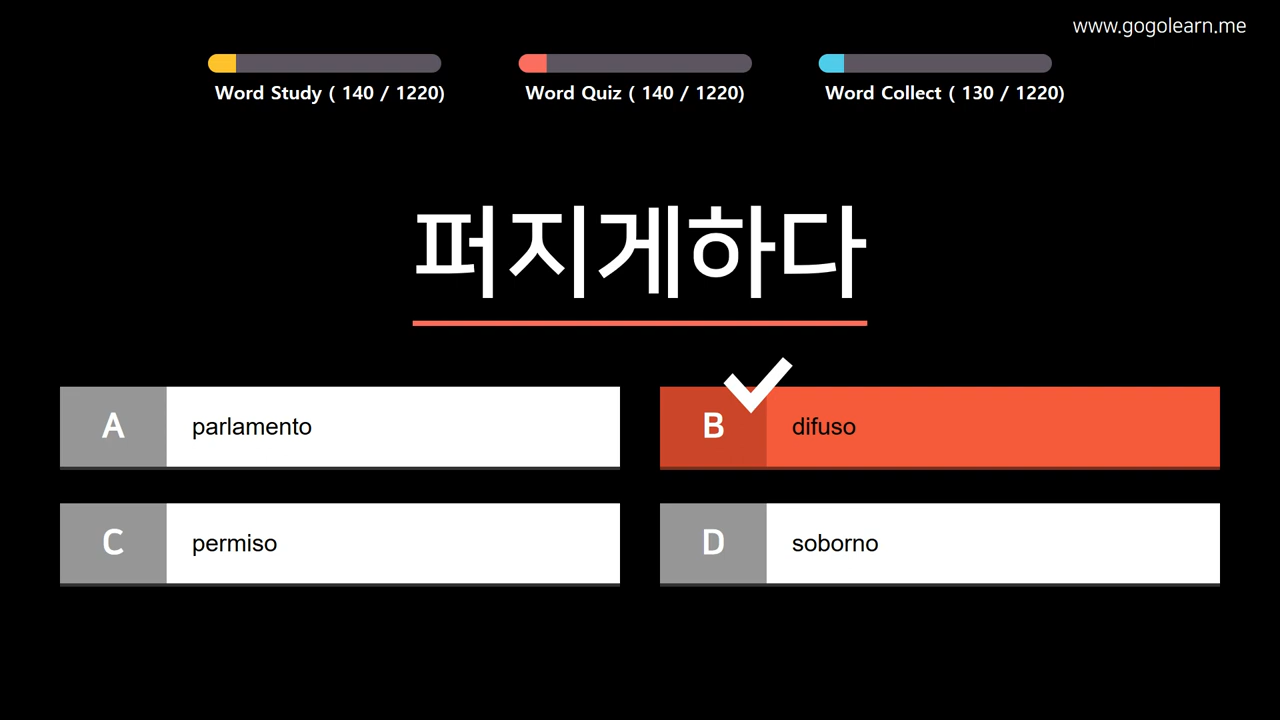 www.gogolearn.me
Word Study ( 140 / 1220)
Word Quiz ( 140 / 1220)
Word Collect ( 130 / 1220)
퍼지게하다
A
parlamento
B
difuso
C
permiso
D
soborno